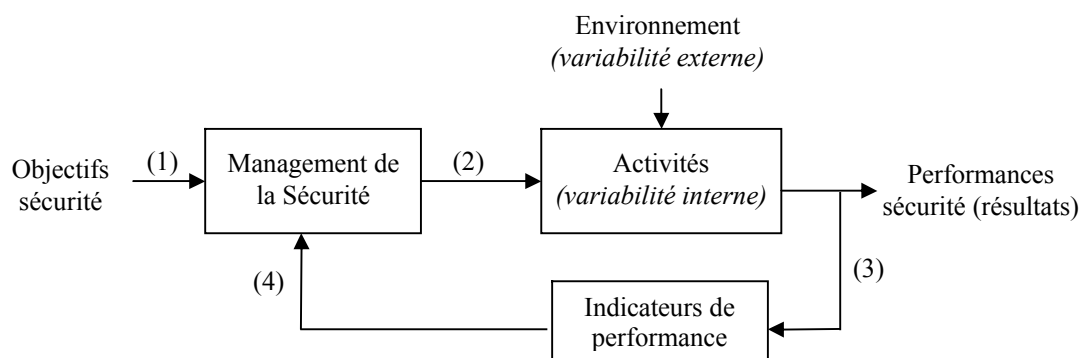 Environnement
(variabilité externe)
Objectifs
sécurité
(1)
Management de
la Sécurité
(2)
Activités
(variabilité interne)
Performances
sécurité (résultats)
(3)
(4)
Indicateurs de
performance